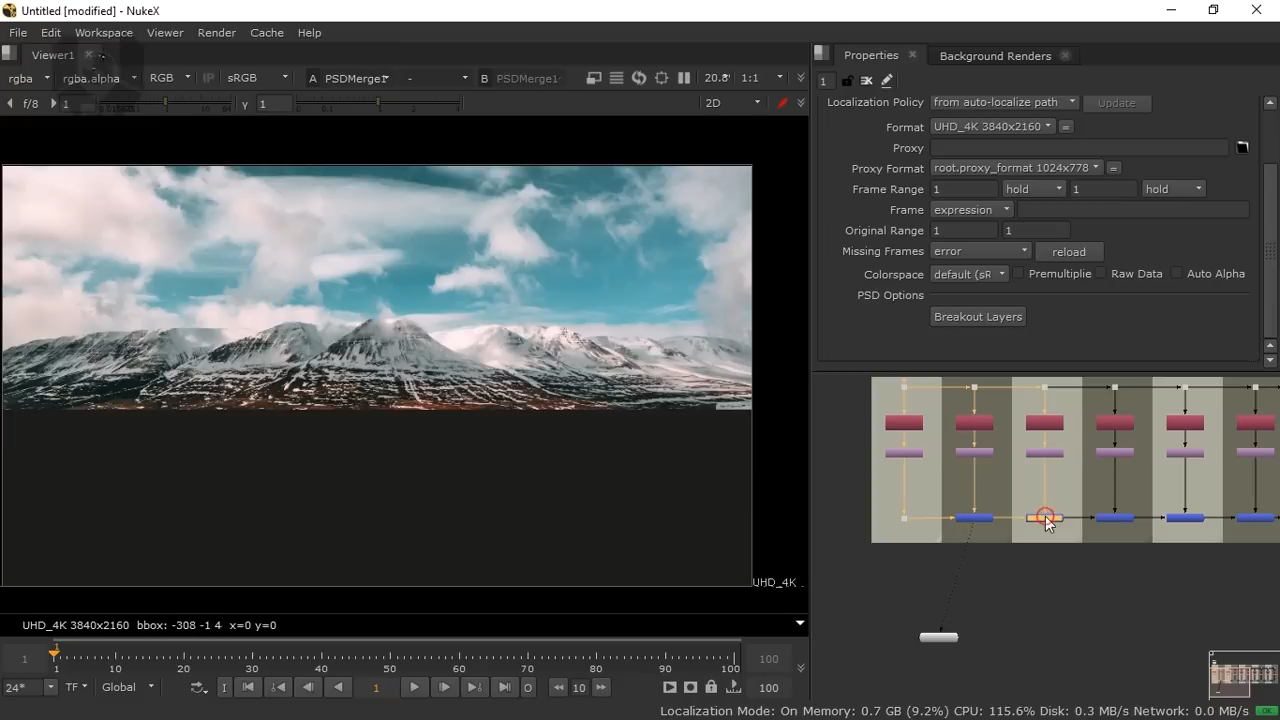 Untitled [modified] - NukeX
File Edit Workspace Viewer Render Cache Help
Viewer1
rgba rgba.alpha RGB IP sRGB A PSDMerge1 - B PSDMerge1 20.8 1:1
f/8 1 γ 1 2D
UHD_4K
UHD_4K 3840x2160 bbox: -308 -1 4 x=0 y=0
1 1 10 20 30 40 50 60 70 80 90 100 100
1
24* TF Global 1 10 100
Properties Background Renders
1
Localization Policy from auto-localize path Update
Format UHD_4K 3840x2160 =
Proxy
Proxy Format root.proxy_format 1024x778 =
Frame Range 1 hold 1 hold
Frame expression
Original Range 1 1
Missing Frames error reload
Colorspace default (sR Premultiplie Raw Data Auto Alpha
PSD Options
Breakout Layers
Localization Mode: On Memory: 0.7 GB (9.2%) CPU: 115.6% Disk: 0.3 MB/s Network: 0.0 MB/s